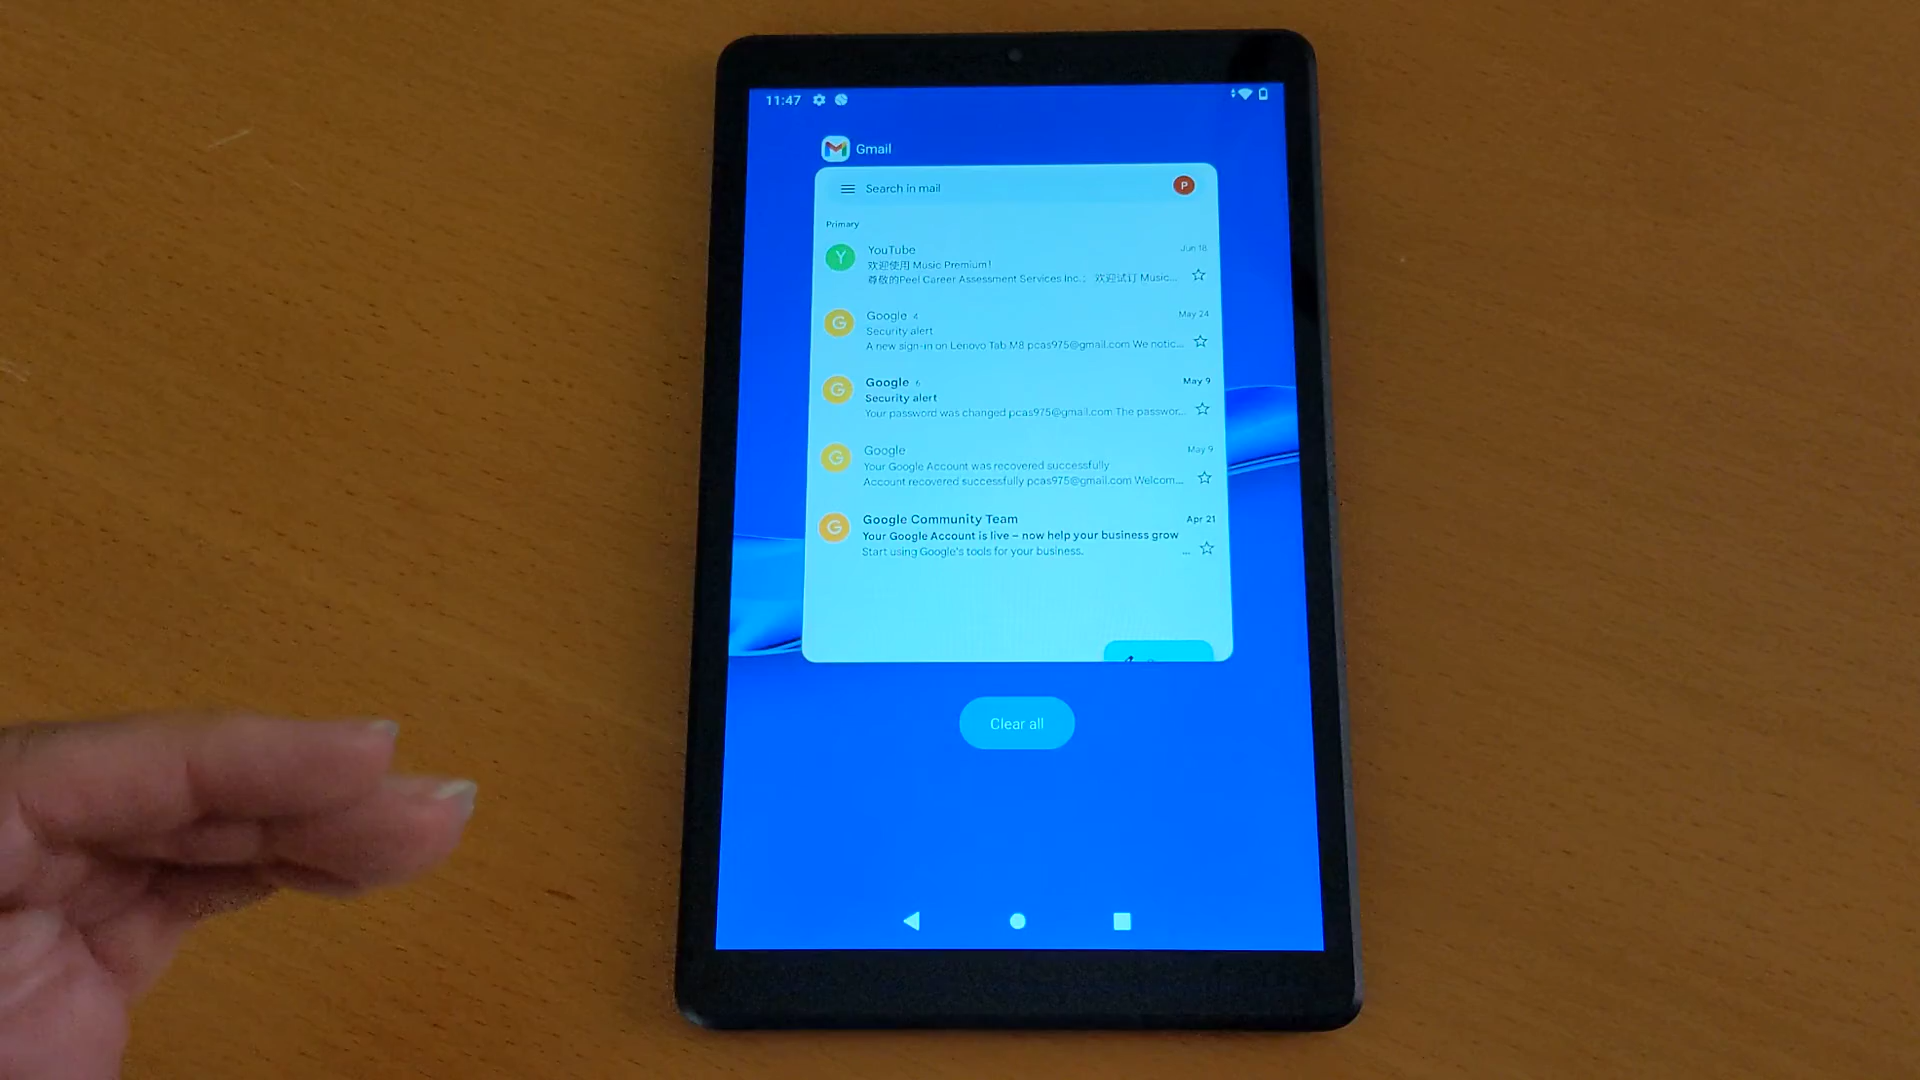 11:47
Gmail
Search in mail
P
Primary
Y
YouTube
Jun 18
欢迎使用 Music Premium!
尊敬的Peel Career Assessment Services Inc.: 欢迎试订 Music...
G
Google 4
May 24
Security alert
A new sign-in on Lenovo Tab M8 pcas975@gmail.com We notic...
G
Google 6
May 9
Security alert
Your password was changed pcas975@gmail.com The passwor...
G
Google
May 9
Your Google Account was recovered successfully
Account recovered successfully pcas975@gmail.com Welcom...
G
Google Community Team
Apr 21
Your Google Account is live – now help your business grow
Start using Google's tools for your business. ...
Clear all